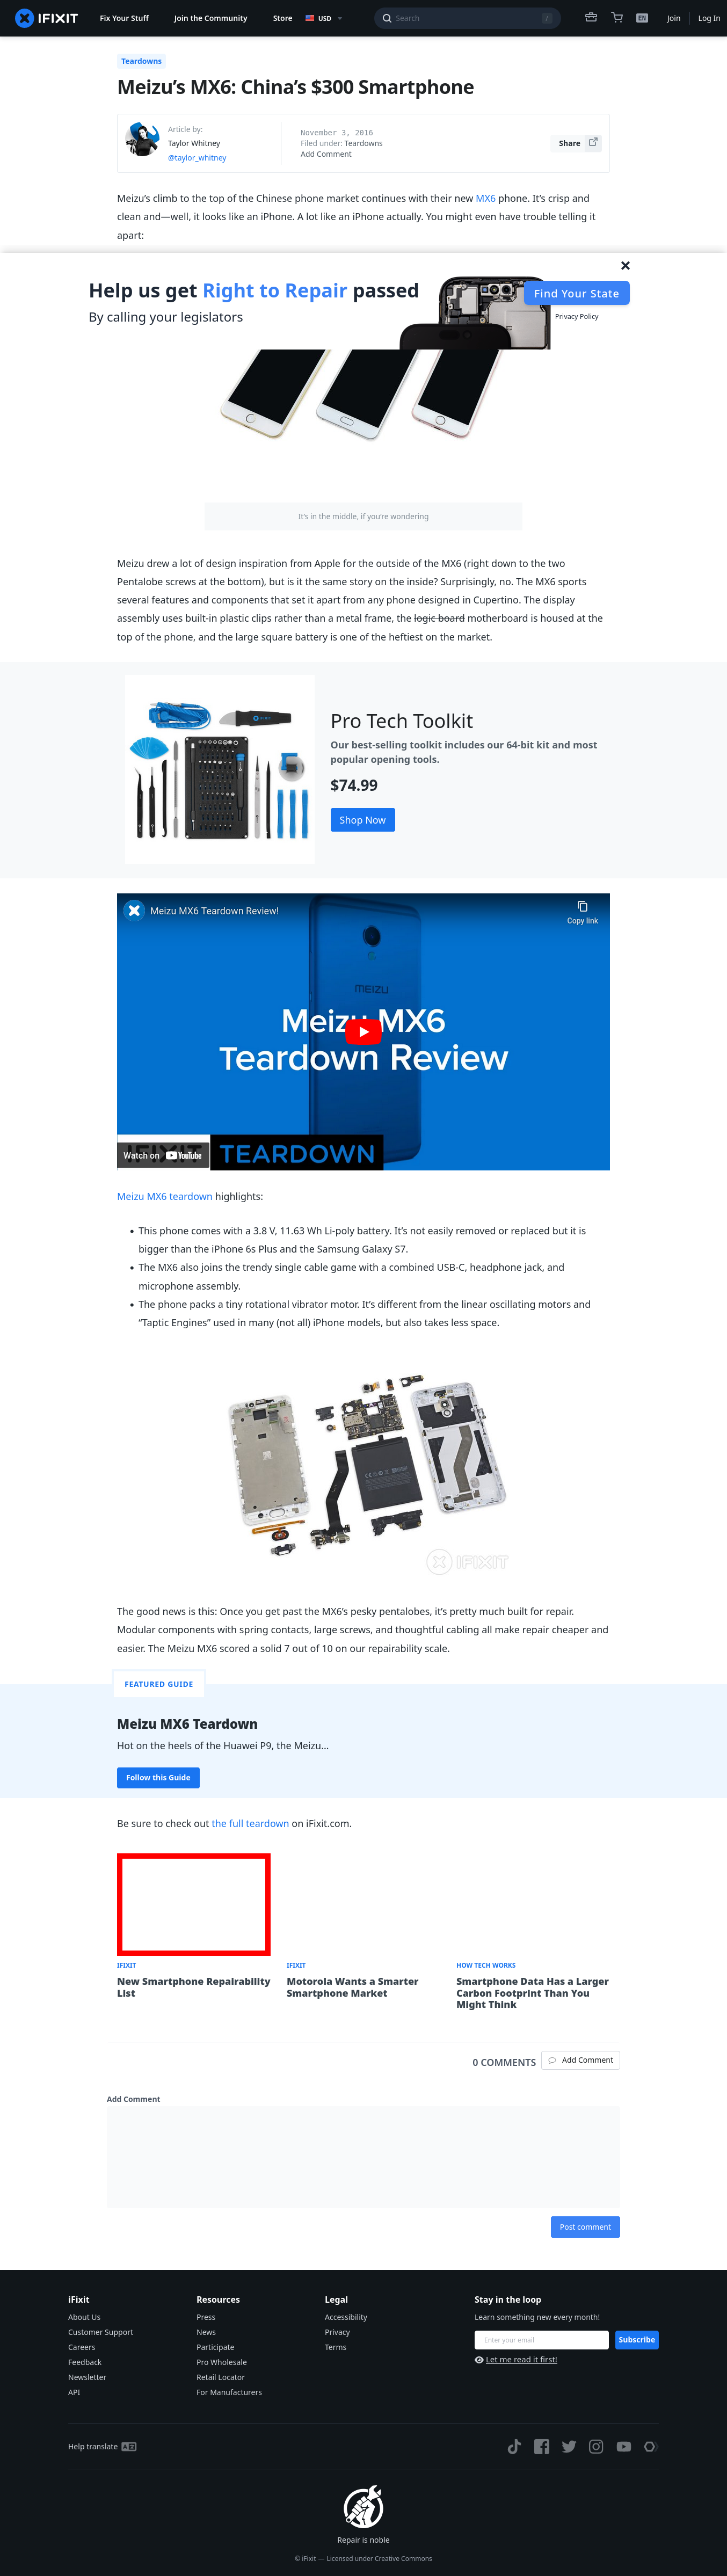 IFIXIT
Fix Your Stuff
Join the Community
Store
USD
Search
/
EN
Join
Log In
Teardowns
Meizu’s MX6: China’s $300 Smartphone
Article by:
Taylor Whitney
@taylor_whitney
November 3, 2016
Filed under: Teardowns
Add Comment
Share
Meizu’s climb to the top of the Chinese phone market continues with their new MX6 phone. It’s crisp and
clean and—well, it looks like an iPhone. A lot like an iPhone actually. You might even have trouble telling it
apart:
Help us get Right to Repair passed
By calling your legislators
Find Your State
Privacy Policy
It’s in the middle, if you’re wondering
Meizu drew a lot of design inspiration from Apple for the outside of the MX6 (right down to the two
Pentalobe screws at the bottom), but is it the same story on the inside? Surprisingly, no. The MX6 sports
several features and components that set it apart from any phone designed in Cupertino. The display
assembly uses built-in plastic clips rather than a metal frame, the logic board motherboard is housed at the
top of the phone, and the large square battery is one of the heftiest on the market.
Pro Tech Toolkit
Our best-selling toolkit includes our 64-bit kit and most
popular opening tools.
$74.99
Shop Now
Meizu MX6 Teardown Review!
Copy link
Meizu MX6
Teardown Review
IFIXIT TEARDOWN
Watch on YouTube
Meizu MX6 teardown highlights:
This phone comes with a 3.8 V, 11.63 Wh Li-poly battery. It’s not easily removed or replaced but it is
bigger than the iPhone 6s Plus and the Samsung Galaxy S7.
The MX6 also joins the trendy single cable game with a combined USB-C, headphone jack, and
microphone assembly.
The phone packs a tiny rotational vibrator motor. It’s different from the linear oscillating motors and
“Taptic Engines” used in many (not all) iPhone models, but also takes less space.
IFIXIT
The good news is this: Once you get past the MX6’s pesky pentalobes, it’s pretty much built for repair.
Modular components with spring contacts, large screws, and thoughtful cabling all make repair cheaper and
easier. The Meizu MX6 scored a solid 7 out of 10 on our repairability scale.
FEATURED GUIDE
Meizu MX6 Teardown
Hot on the heels of the Huawei P9, the Meizu…
Follow this Guide
Be sure to check out the full teardown on iFixit.com.
IFIXIT
New Smartphone Repairability
List
IFIXIT
Motorola Wants a Smarter
Smartphone Market
HOW TECH WORKS
Smartphone Data Has a Larger
Carbon Footprint Than You
Might Think
0 COMMENTS
Add Comment
Add Comment
Post comment
iFixit
About Us
Customer Support
Careers
Feedback
Newsletter
API
Resources
Press
News
Participate
Pro Wholesale
Retail Locator
For Manufacturers
Legal
Accessibility
Privacy
Terms
Stay in the loop
Learn something new every month!
Enter your email
Subscribe
Let me read it first!
Help translate
Repair is noble
© iFixit — Licensed under Creative Commons